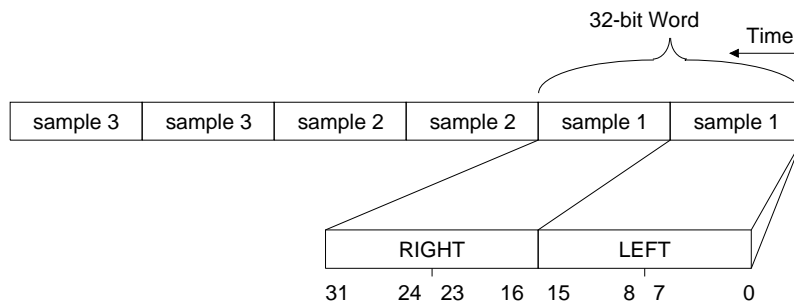 32-bit Word
Time
sample 3 sample 3 sample 2 sample 2 sample 1 sample 1
RIGHT LEFT
31 24 23 16 15 8 7 0